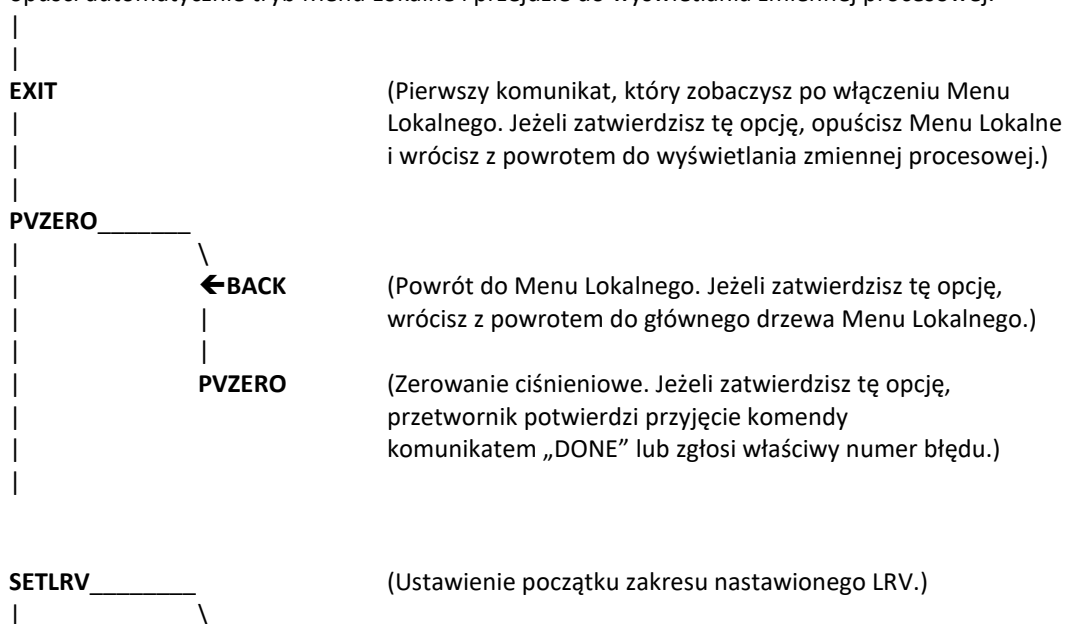 opuści automatycznie tryb menu Lokalne i przejdzie do wyświetlania zmiennej procesowej.
|
|
EXIT (Pierwszy komunikat, który zobaczysz po włączeniu Menu
| Lokalnego. Jeżeli zatwierdzisz tę opcję, opuścisz Menu Lokalne
| i wrócisz z powrotem do wyświetlania zmiennej procesowej.)
|
PVZERO_______
| \
| 🡸BACK (Powrót do Menu Lokalnego. Jeżeli zatwierdzisz tę opcję,
| | wrócisz z powrotem do głównego drzewa Menu Lokalnego.)
| |
| PVZERO (Zerowanie ciśnieniowe. Jeżeli zatwierdzisz tę opcję,
| przetwornik potwierdzi przyjęcie komendy
| komunikatem „DONE” lub zgłosi właściwy numer błędu.)
|
SETLRV________ (Ustawienie początku zakresu nastawionego LRV.)
| \